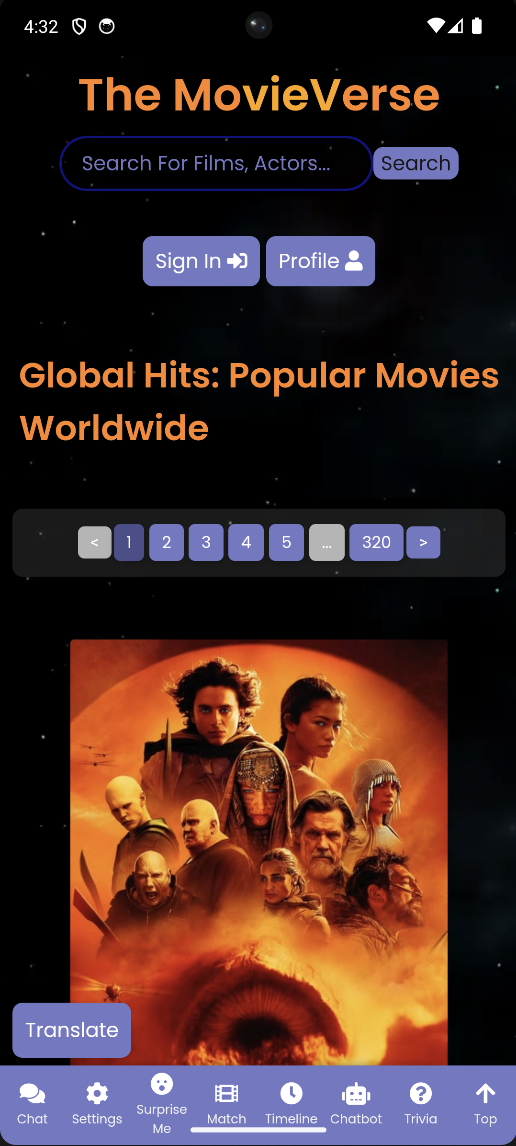 4:32
The MovieVerse
Search For Films, Actors... Search
Sign In Profile
Global Hits: Popular Movies
Worldwide
< 1 2 3 4 5 ... 320 >
Translate
Chat Settings Surprise Me Match Timeline Chatbot Trivia Top